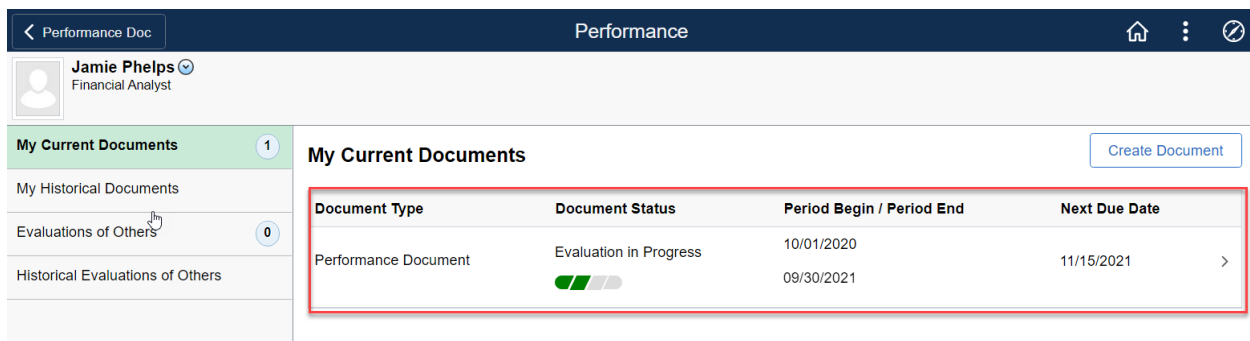 Performance Doc
Performance
Jamie Phelps
Financial Analyst
My Current Documents 1
My Historical Documents
Evaluations of Others 0
Historical Evaluations of Others
My Current Documents
Create Document
Document Type Document Status Period Begin / Period End Next Due Date
Performance Document Evaluation in Progress 10/01/2020 11/15/2021
09/30/2021